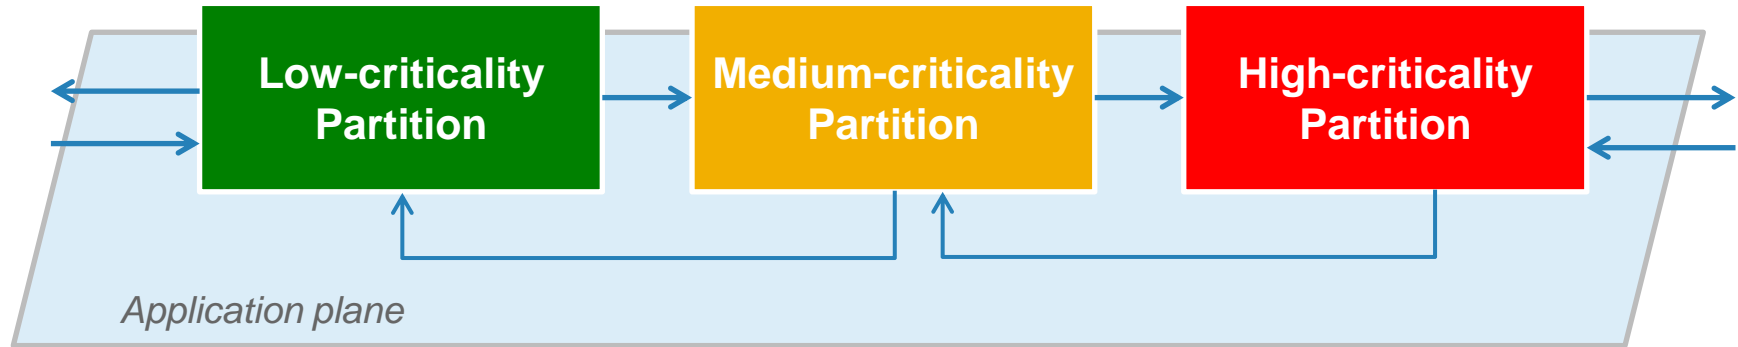 Low-criticality
Partition
Medium-criticality
Partition
High-criticality
Partition
Application plane